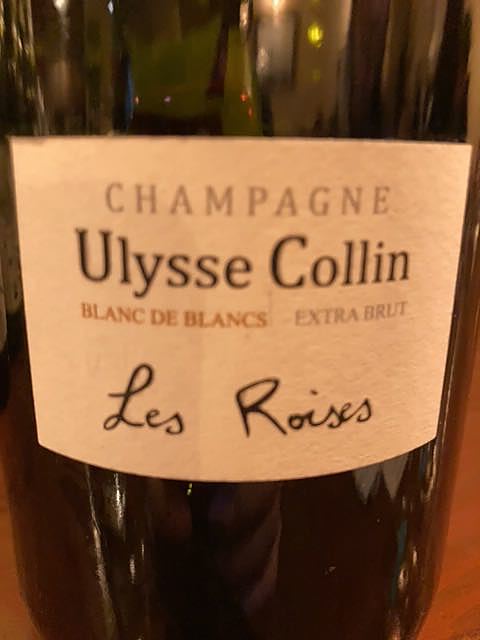 CHAMPAGNE
Ulysse Collin
BLANC DE BLANCS EXTRA BRUT
Les Roises